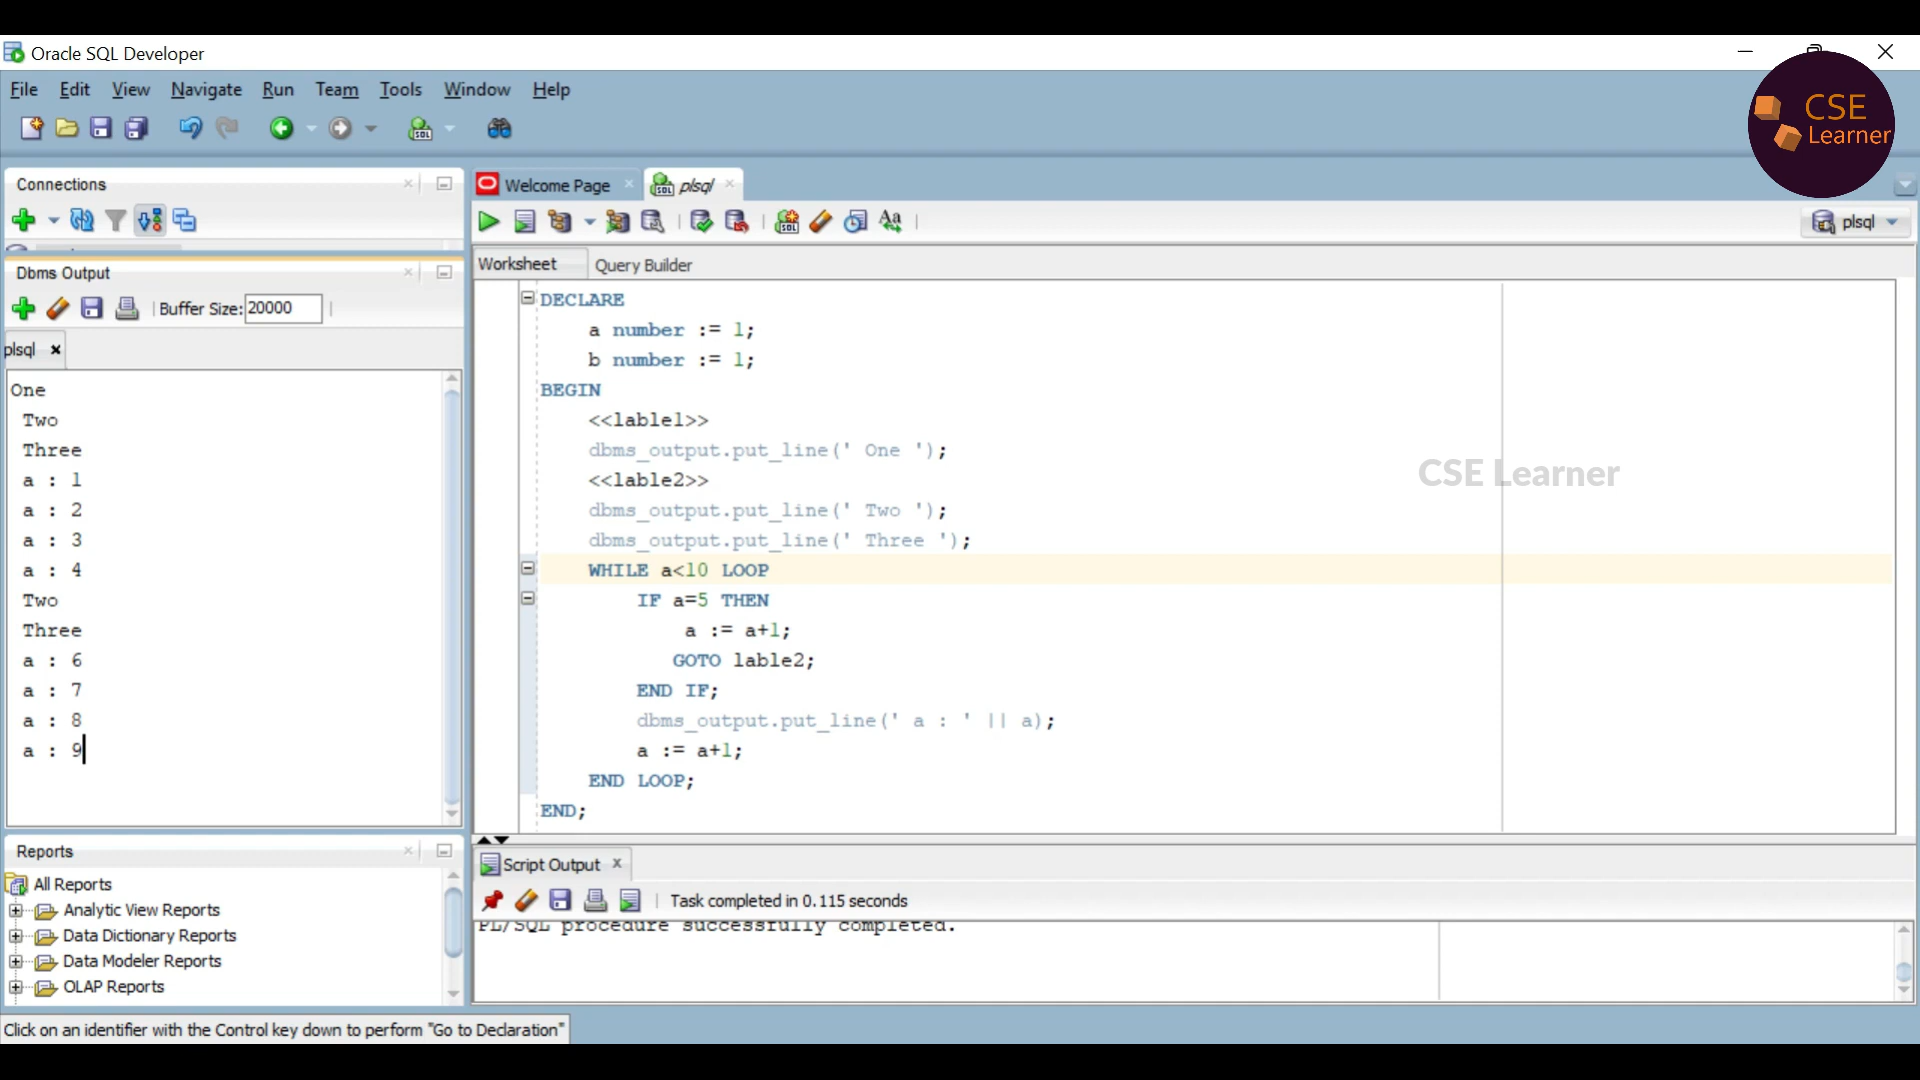 Oracle SQL Developer
File Edit View Navigate Run Team Tools Window Help
CSE
Learner
Connections
Welcome Page
plsql
plsql
Dbms Output
Buffer Size: 20000
plsql
Worksheet
Query Builder
One
Two
Three
a : 1
a : 2
a : 3
a : 4
Two
Three
a : 6
a : 7
a : 8
a : 9
DECLARE
a number := 1;
b number := 1;
BEGIN
<<lable1>>
dbms_output.put_line(' One ');
<<lable2>>
dbms_output.put_line(' Two ');
dbms_output.put_line(' Three ');
WHILE a<10 LOOP
IF a=5 THEN
a := a+1;
GOTO lable2;
END IF;
dbms_output.put_line(' a : ' || a);
a := a+1;
END LOOP;
END;
CSE Learner
Reports
All Reports
Analytic View Reports
Data Dictionary Reports
Data Modeler Reports
OLAP Reports
Script Output
Task completed in 0.115 seconds
PL/SQL procedure successfully completed.
Click on an identifier with the Control key down to perform "Go to Declaration"